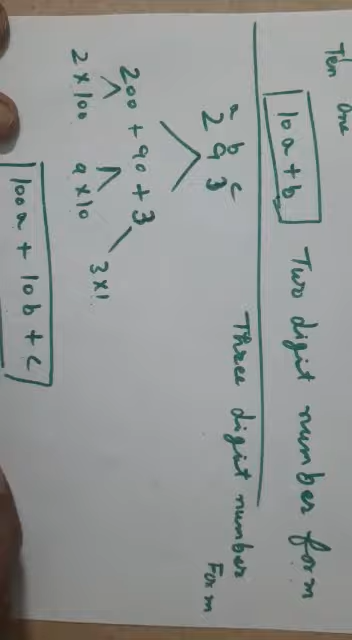 Ten one
10a+b Two digit number form
a b c
2 9 3 Three digit number Form
200 + 90 + 3
2 × 100 9 × 10 3 × 1
100a + 10b + c